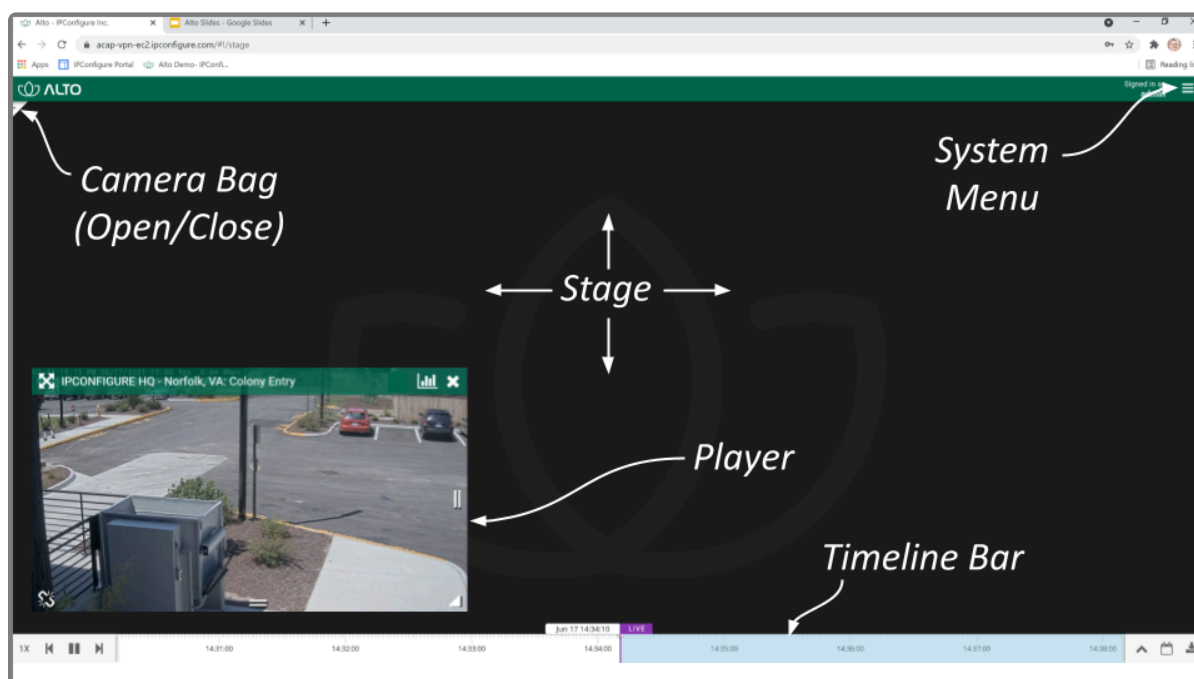 Alto - IPConfigure Inc.
Alto Slides - Google Slides
acap-vpn-ec2.ipconfigure.com/#!/stage
Apps
IPConfigure Portal
Alto Demo- IPConfi...
Reading li
ALTO
Signed in as
admin
Camera Bag
(Open/Close)
System
Menu
Stage
IPCONFIGURE HQ - Norfolk, VA: Colony Entry
Player
Timeline Bar
Jun 17 14:34:10
LIVE
1X
14:31:00
14:32:00
14:33:00
14:34:00
14:35:00
14:36:00
14:37:00
14:38:00